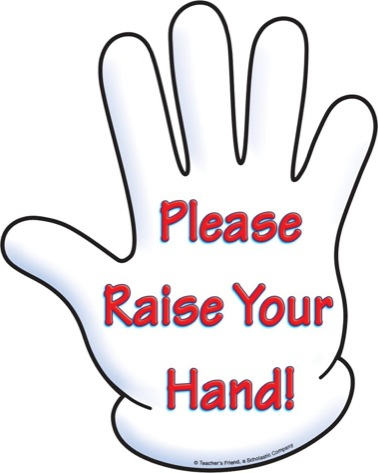 Please
Raise Your
Hand!
© Teacher's Friend, a Scholastic Company